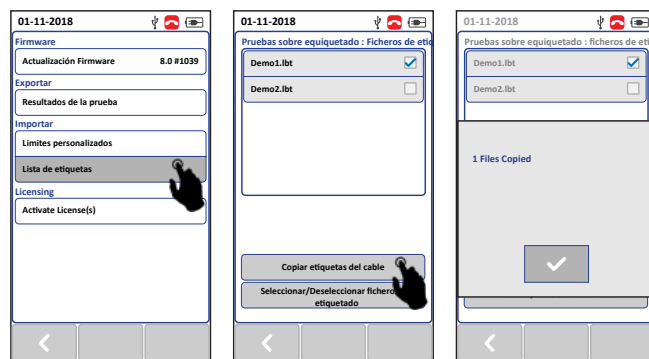 01-11-2018
Firmware
Actualización Firmware 8.0 #1039
Exportar
Resultados de la prueba
Importar
Limites personalizados
Lista de etiquetas
Licensing
Activate License(s)
01-11-2018
Pruebas sobre equiquetado : Ficheros de etiq
Demo1.lbt
Demo2.lbt
Copiar etiquetas del cable
Seleccionar/Deseleccionar fichero
etiquetado
01-11-2018
Pruebas sobre equiquetado : ficheros de eti
Demo1.lbt
Demo2.lbt
1 Files Copied